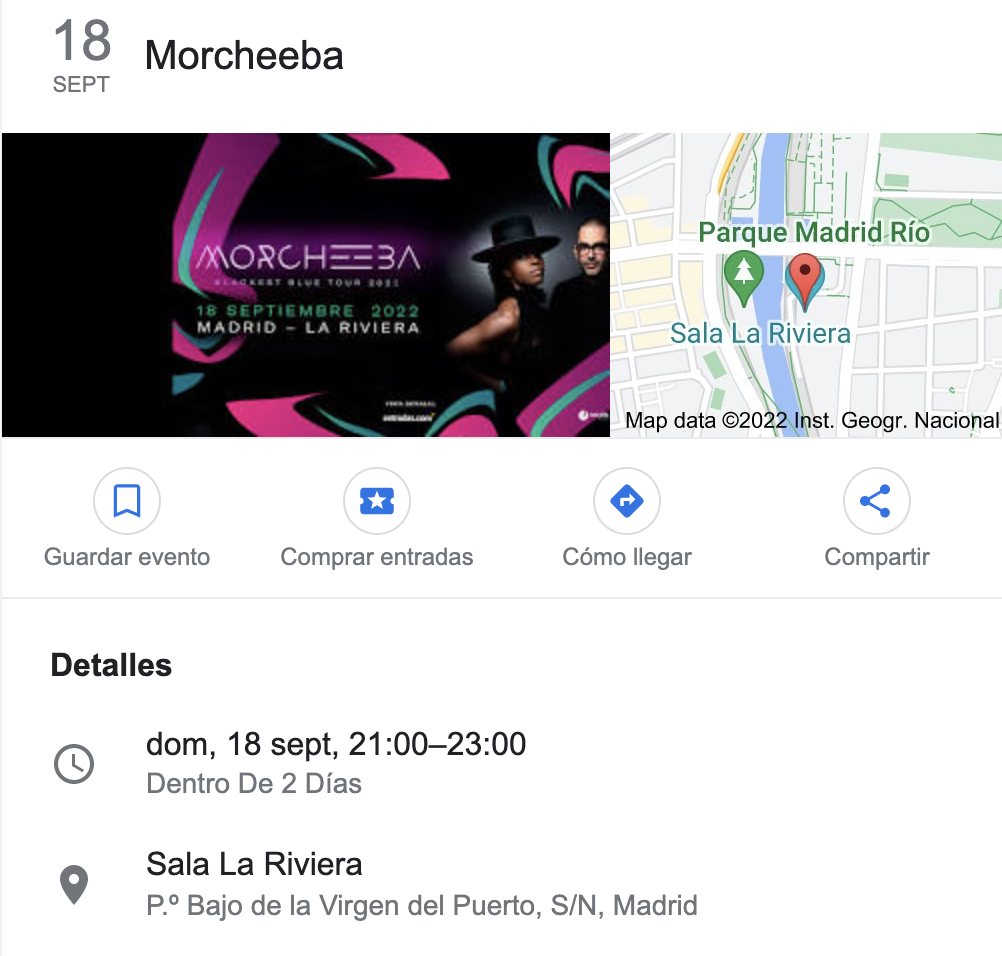 18
SEPT
Morcheeba
MORCHEEBA
BLACKEST BLUE TOUR 2022
18 SEPTIEMBRE 2022
MADRID – LA RIVIERA
entradas.com
Parque Madrid Río
Sala La Riviera
Map data ©2022 Inst. Geogr. Nacional
Guardar evento
Comprar entradas
Cómo llegar
Compartir
Detalles
dom, 18 sept, 21:00–23:00
Dentro De 2 Días
Sala La Riviera
P.º Bajo de la Virgen del Puerto, S/N, Madrid